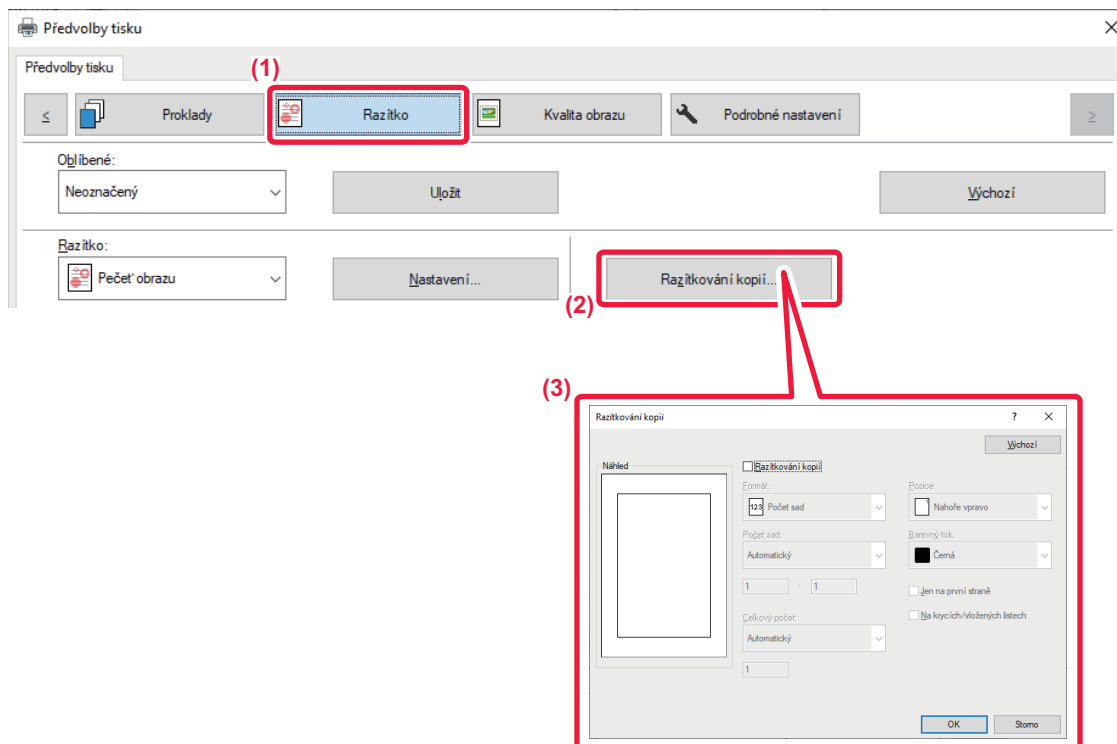 Předvolby tisku
Předvolby tisku
(1)
<
Proklady
Razítko
Kvalita obrazu
Podrobné nastavení
>
Oblíbené:
Neoznačený
Uložit
Výchozí
Razítko:
Pečeť obrazu
Nastavení...
Razítkování kopií...
(2)
(3)
Razítkování kopií
?
Výchozí
Náhled
Razítkování kopií
Formát:
Pozice:
123 Počet sad
Nahoře vpravo
Počet sad:
Barevný tisk:
Automatický
Černá
1 - 1
Jen na první straně
Na krycích/vložených listech
Celkový počet:
Automatický
1
OK
Storno